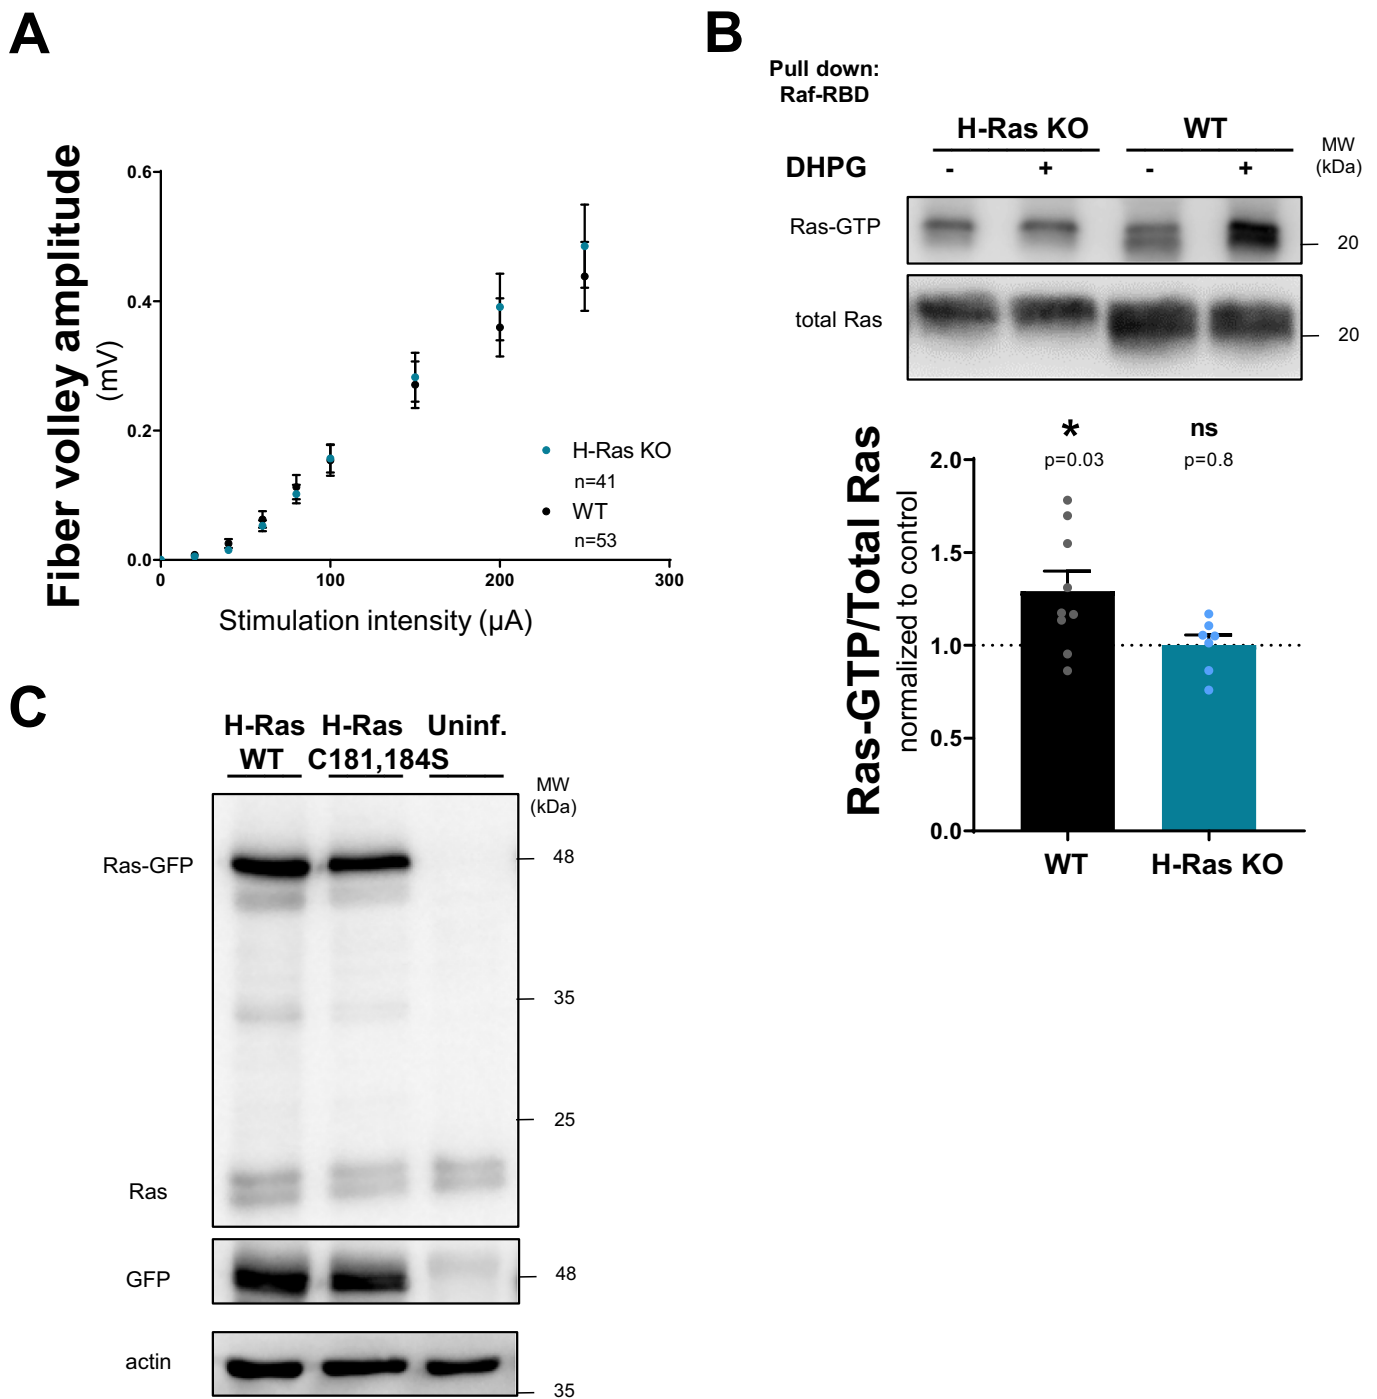 A
Fiber volley amplitude
(mV)
0.6
0.4
0.2
0.0
0
100
200
300
Stimulation intensity (µA)
H-Ras KO
n=41
WT
n=53
B
Pull down:
Raf-RBD
H-Ras KO
WT
MW
(kDa)
DHPG
-
+
-
+
Ras-GTP
20
total Ras
20
Ras-GTP/Total Ras
normalized to control
*
ns
p=0.03
p=0.8
2.0
1.5
1.0
0.5
0.0
WT
H-Ras KO
C
H-Ras
WT
H-Ras
C181,184S
Uninf.
MW
(kDa)
Ras-GFP
48
35
25
Ras
GFP
48
actin
35